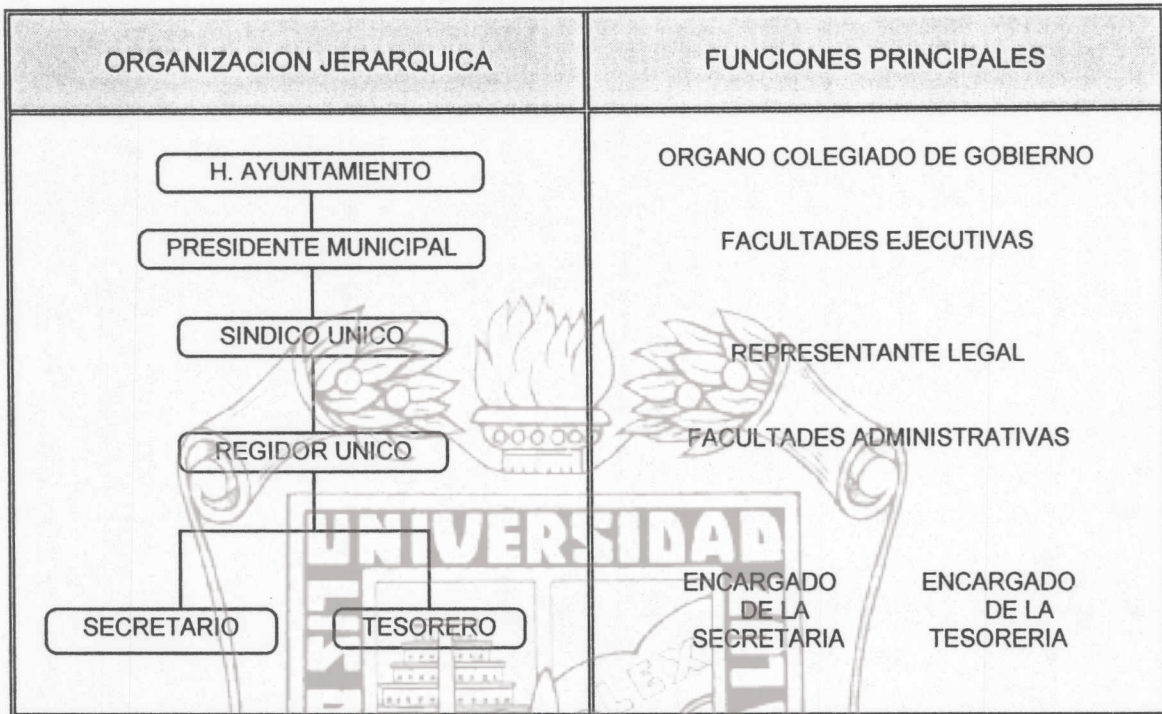 ORGANIZACION JERARQUICA
FUNCIONES PRINCIPALES
H. AYUNTAMIENTO
ORGANO COLEGIADO DE GOBIERNO
PRESIDENTE MUNICIPAL
FACULTADES EJECUTIVAS
SINDICO UNICO
REPRESENTANTE LEGAL
REGIDOR UNICO
FACULTADES ADMINISTRATIVAS
UNIVERSIDAD
SECRETARIO
TESORERO
ENCARGADO
DE LA
SECRETARIA
ENCARGADO
DE LA
TESORERIA
LEX